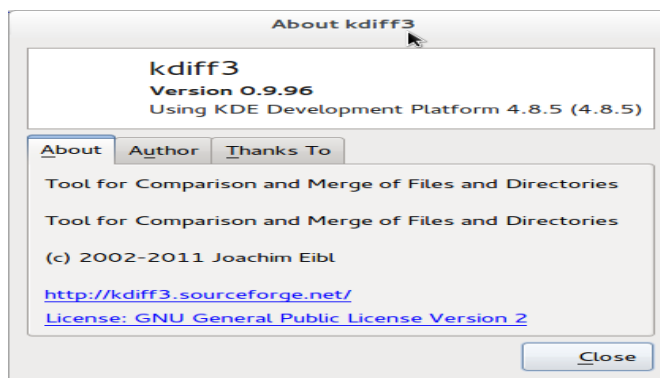 About kdiff3
kdiff3
Version 0.9.96
Using KDE Development Platform 4.8.5 (4.8.5)
About Author Thanks To
Tool for Comparison and Merge of Files and Directories
Tool for Comparison and Merge of Files and Directories
(c) 2002-2011 Joachim Eibl
http://kdiff3.sourceforge.net/
License: GNU General Public License Version 2
Close